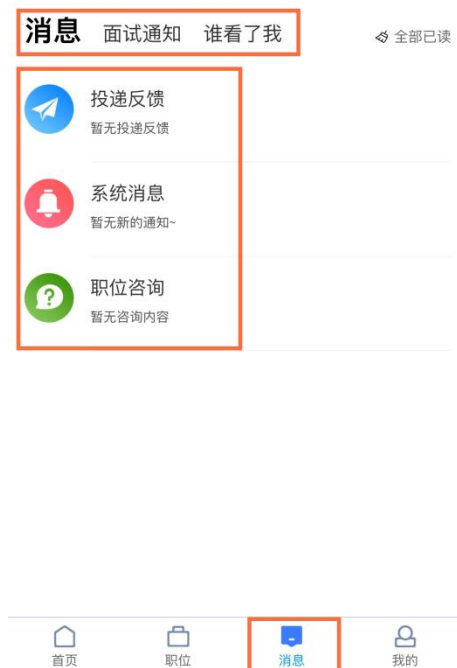 消息 面试通知 谁看了我 全部已读
投递反馈
暂无投递反馈
系统消息
暂无新的通知~
职位咨询
暂无咨询内容
首页 职位 消息 我的